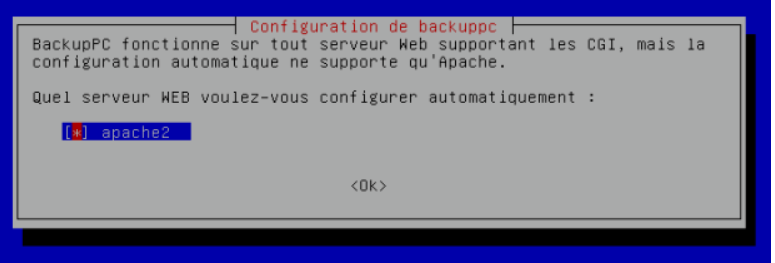 Configuration de backuppc
BackupPC fonctionne sur tout serveur Web supportant les CGI, mais la
configuration automatique ne supporte qu'Apache.
Quel serveur WEB voulez-vous configurer automatiquement :
[*] apache2
<Ok>